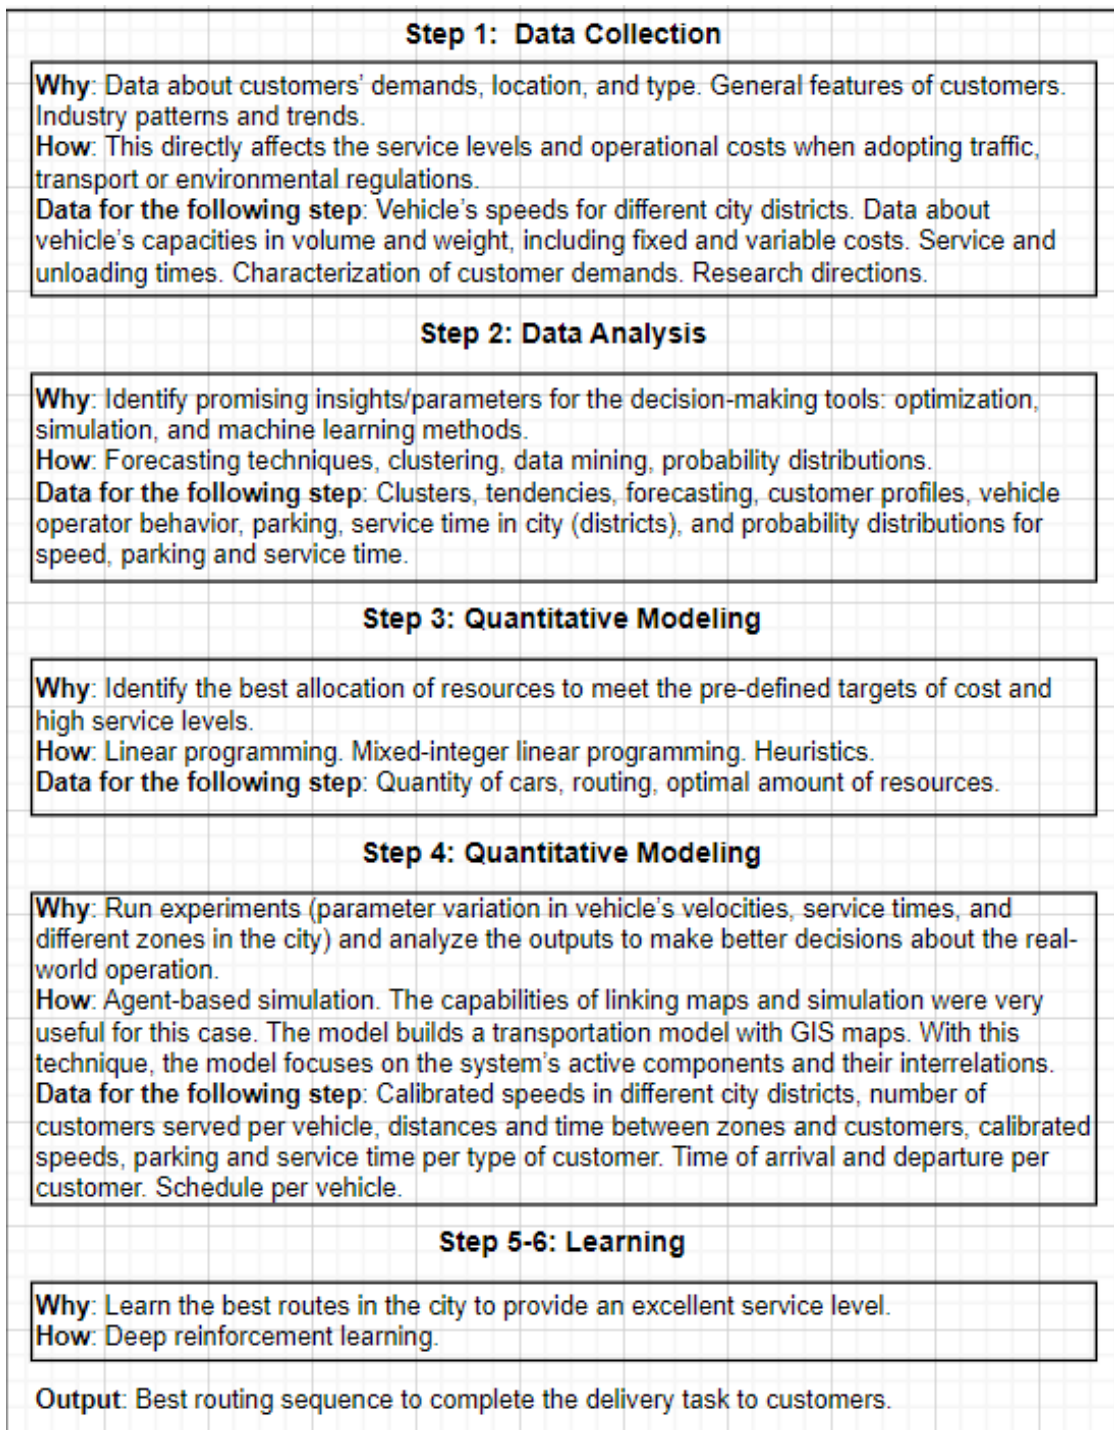 Step 1:  Data Collection
Why: Data about customers’ demands, location, and type. General features of customers.
Industry patterns and trends.
How: This directly affects the service levels and operational costs when adopting traffic,
transport or environmental regulations.
Data for the following step: Vehicle’s speeds for different city districts. Data about
vehicle’s capacities in volume and weight, including fixed and variable costs. Service and
unloading times. Characterization of customer demands. Research directions.
Step 2: Data Analysis
Why: Identify promising insights/parameters for the decision-making tools: optimization,
simulation, and machine learning methods.
How: Forecasting techniques, clustering, data mining, probability distributions.
Data for the following step: Clusters, tendencies, forecasting, customer profiles, vehicle
operator behavior, parking, service time in city (districts), and probability distributions for
speed, parking and service time.
Step 3: Quantitative Modeling
Why: Identify the best allocation of resources to meet the pre-defined targets of cost and
high service levels.
How: Linear programming. Mixed-integer linear programming. Heuristics.
Data for the following step: Quantity of cars, routing, optimal amount of resources.
Step 4: Quantitative Modeling
Why: Run experiments (parameter variation in vehicle’s velocities, service times, and
different zones in the city) and analyze the outputs to make better decisions about the real-
world operation.
How: Agent-based simulation. The capabilities of linking maps and simulation were very
useful for this case. The model builds a transportation model with GIS maps. With this
technique, the model focuses on the system’s active components and their interrelations.
Data for the following step: Calibrated speeds in different city districts, number of
customers served per vehicle, distances and time between zones and customers, calibrated
speeds, parking and service time per type of customer. Time of arrival and departure per
customer. Schedule per vehicle.
Step 5-6: Learning
Why: Learn the best routes in the city to provide an excellent service level.
How: Deep reinforcement learning.
Output: Best routing sequence to complete the delivery task to customers.